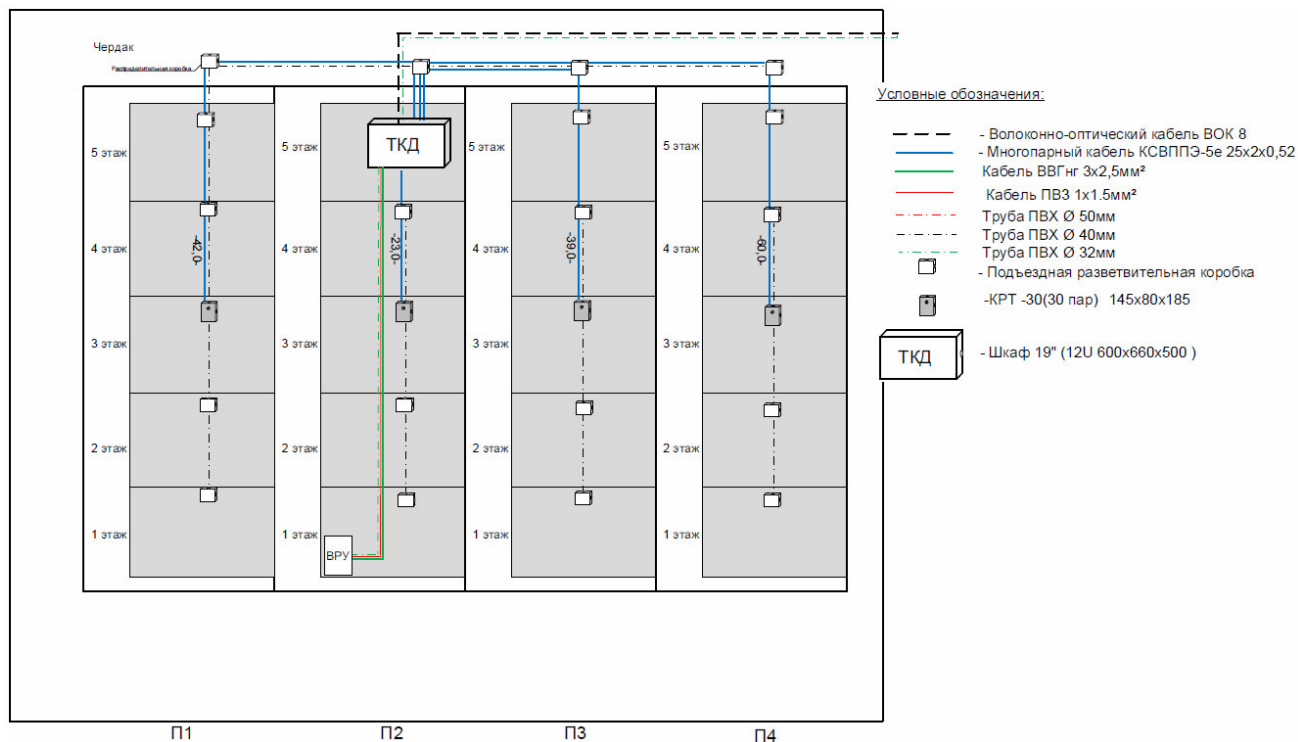 Чердак
Распределительная коробка
5 этаж
5 этаж
ТКД
5 этаж
5 этаж
4 этаж
-42,0-
4 этаж
-23,0-
4 этаж
-39,0-
4 этаж
-60,0-
3 этаж
3 этаж
3 этаж
3 этаж
2 этаж
2 этаж
2 этаж
2 этаж
1 этаж
1 этаж
ВРУ
1 этаж
1 этаж
П1
П2
П3
П4
Условные обозначения:
- Волоконно-оптический кабель ВОК 8
- Многопарный кабель КСВППЭ-5е 25х2х0,52
Кабель ВВГнг 3х2,5мм²
Кабель ПВ3 1х1.5мм²
Труба ПВХ Ø 50мм
Труба ПВХ Ø 40мм
Труба ПВХ Ø 32мм
- Подъездная разветвительная коробка
-КРТ -30(30 пар) 145х80х185
ТКД
- Шкаф 19" (12U 600х660х500 )